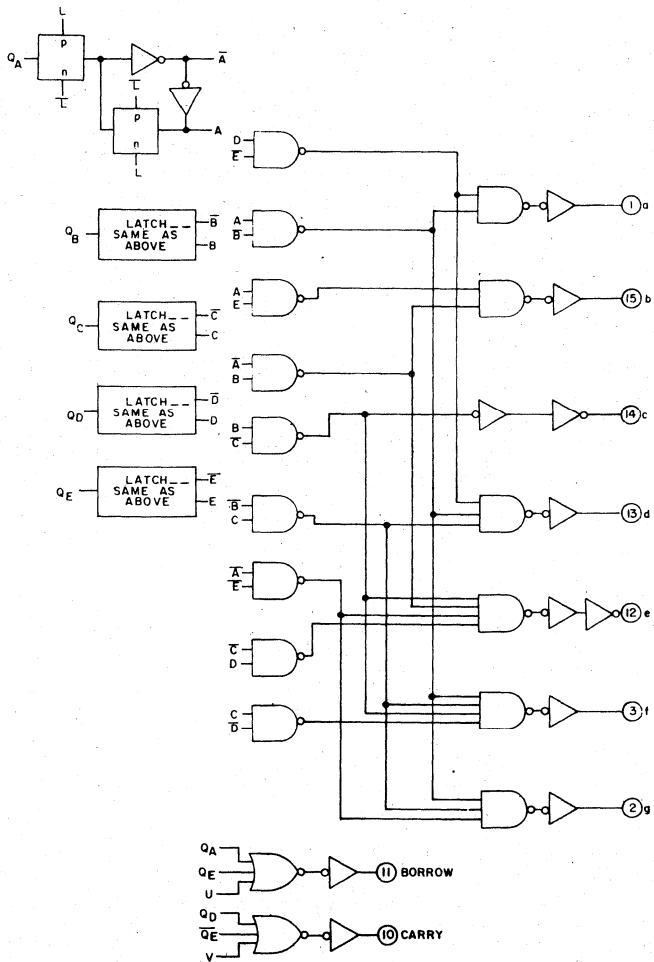 L
Q_A
p
n
L̅
A̅
L̅
p
n
A
L
D
E̅
1 a
Q_B
LATCH
SAME AS
ABOVE
B̅
B
A
B̅
A
E
15 b
Q_C
LATCH
SAME AS
ABOVE
C̅
C
A̅
B
Q_D
LATCH
SAME AS
ABOVE
D̅
D
B
C̅
14 c
Q_E
LATCH
SAME AS
ABOVE
E̅
E
B̅
C
13 d
A̅
E̅
12 e
C̅
D
C
D̅
3 f
2 g
Q_A
Q_E
U
11 BORROW
Q_D
Q̅_E̅
V
10 CARRY